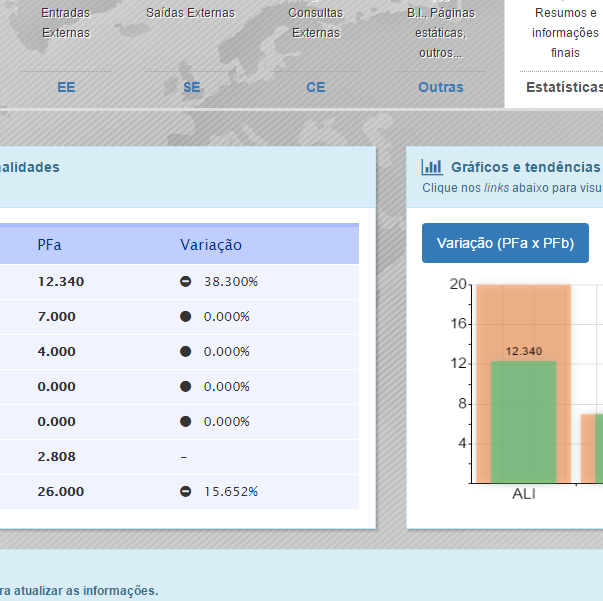 Entradas
Externas
EE
Saídas Externas
SE
Consultas
Externas
CE
B.I., Páginas
estáticas,
outros...
Outras
Resumos e
informações
finais
Estatísticas
alidades
PFa Variação
12.340 38.300%
7.000 0.000%
4.000 0.000%
0.000 0.000%
0.000 0.000%
2.808 –
26.000 15.652%
Gráficos e tendências
Clique nos links abaixo para visu
Variação (PFa x PFb)
20
16
12
8
4
12.340
ALI
ra atualizar as informações.